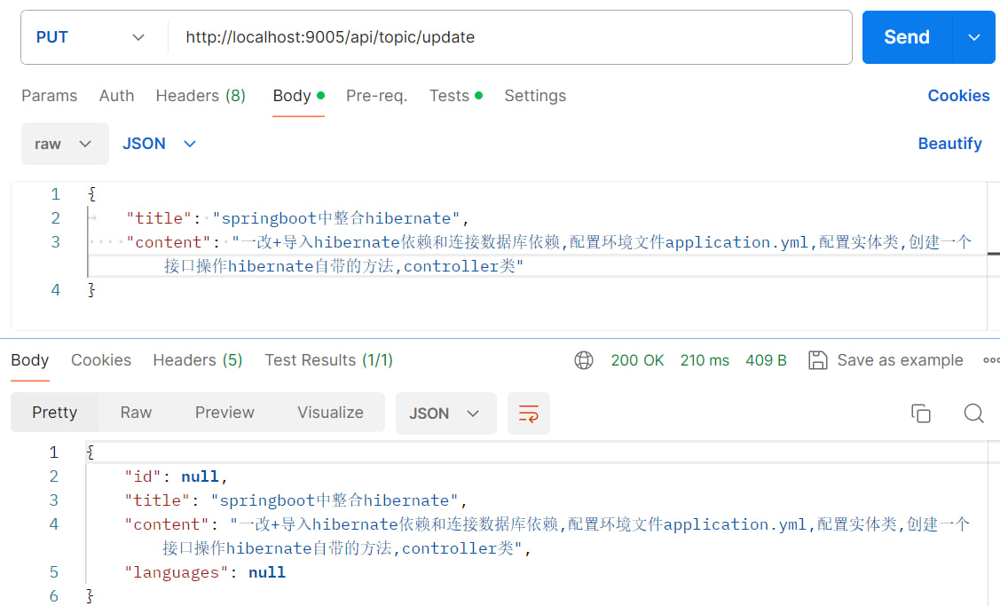 PUT http://localhost:9005/api/topic/update Send
Params Auth Headers (8) Body Pre-req. Tests Settings Cookies
raw JSON Beautify
1 {
2 "title": "springboot中整合hibernate",
3 "content": "一改+导入hibernate依赖和连接数据库依赖,配置环境文件application.yml,配置实体类,创建一个
接口操作hibernate自带的方法,controller类"
4 }
Body Cookies Headers (5) Test Results (1/1) 200 OK 210 ms 409 B Save as example
Pretty Raw Preview Visualize JSON
1 {
2 "id": null,
3 "title": "springboot中整合hibernate",
4 "content": "一改+导入hibernate依赖和连接数据库依赖,配置环境文件application.yml,配置实体类,创建一个
接口操作hibernate自带的方法,controller类",
5 "languages": null
6 }